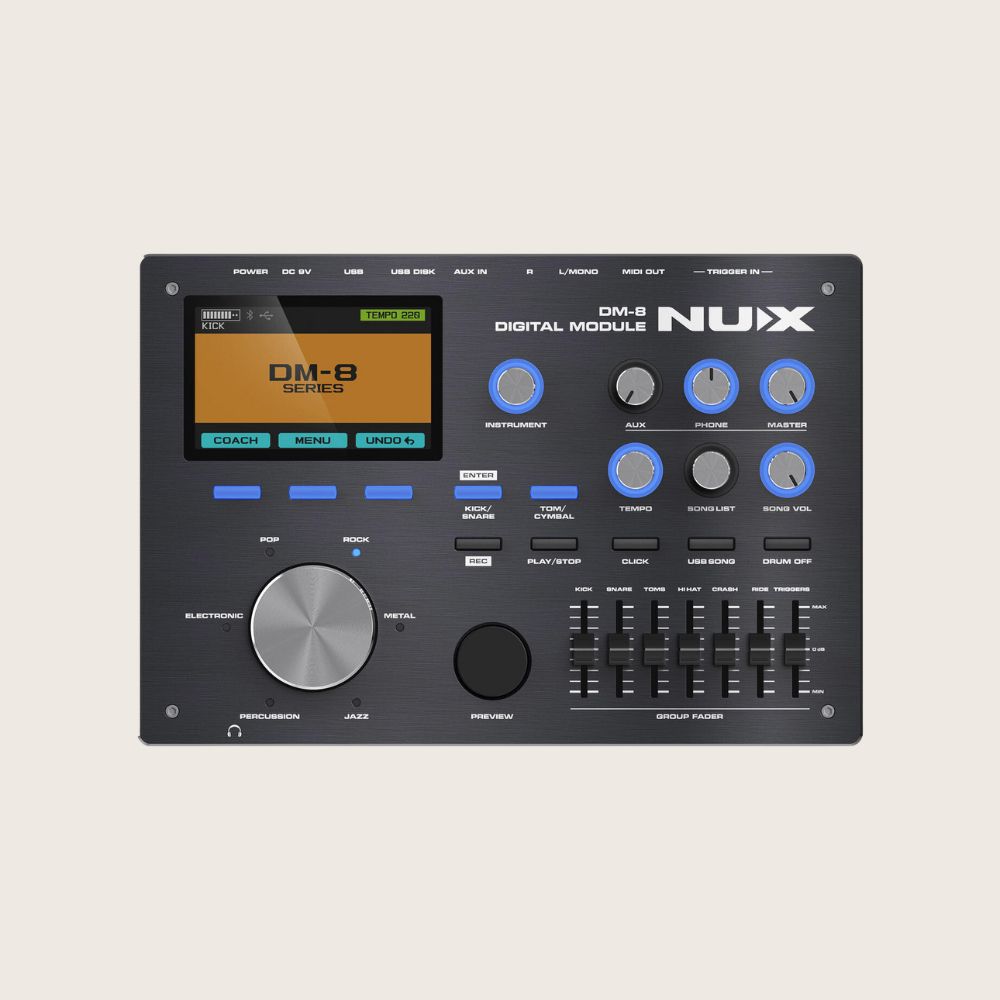 POWER DC 9V USB USB DISK AUX IN R L/MONO MIDI OUT TRIGGER IN
TEMPO 220
KICK
DM-8
SERIES
COACH MENU UNDO
DM-8
DIGITAL MODULE
NUX
INSTRUMENT AUX PHONE MASTER
ENTER
KICK/
SNARE
TOM/
CYMBAL
TEMPO SONG LIST SONG VOL
REC PLAY/STOP CLICK USB SONG DRUM OFF
POP ROCK
ELECTRONIC METAL
PERCUSSION JAZZ
PREVIEW
KICK SNARE TOMS HI HAT CRASH RIDE TRIGGERS
MAX
0 dB
MIN
GROUP FADER